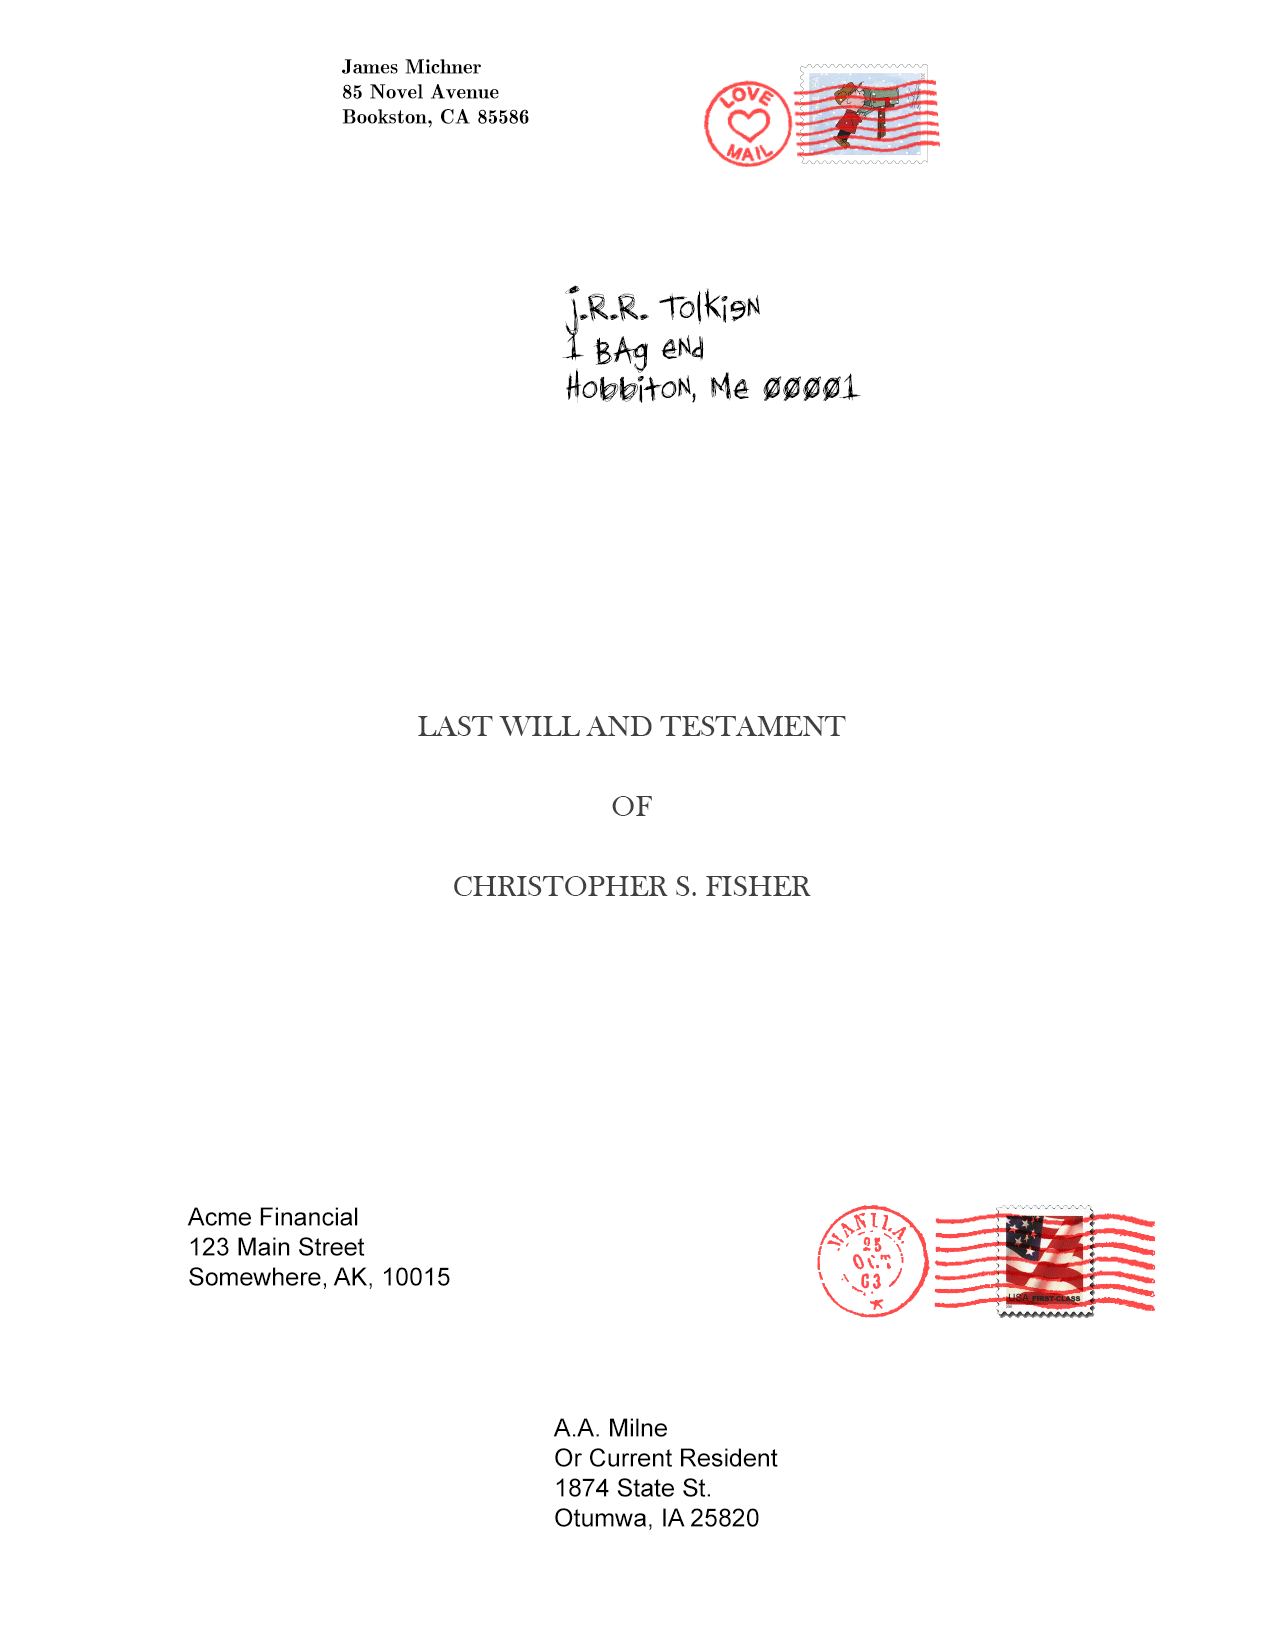 James Michner
85 Novel Avenue
Bookston, CA 85586
LOVE
MAIL
J.R.R. Tolkien
1 Bag End
Hobbiton, Me 00001
LAST WILL AND TESTAMENT
OF
CHRISTOPHER S. FISHER
Acme Financial
123 Main Street
Somewhere, AK, 10015
MANILA
25
OCT
63
USA FIRST-CLASS
A.A. Milne
Or Current Resident
1874 State St.
Otumwa, IA 25820